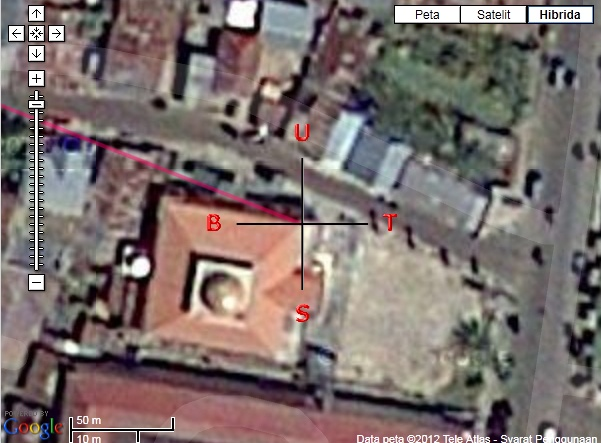 Peta Satelit Hibrida
U
B T
S
POWERED BY
Google
50 m
10 m
Data peta ©2012 Tele Atlas - Syarat Penggunaan